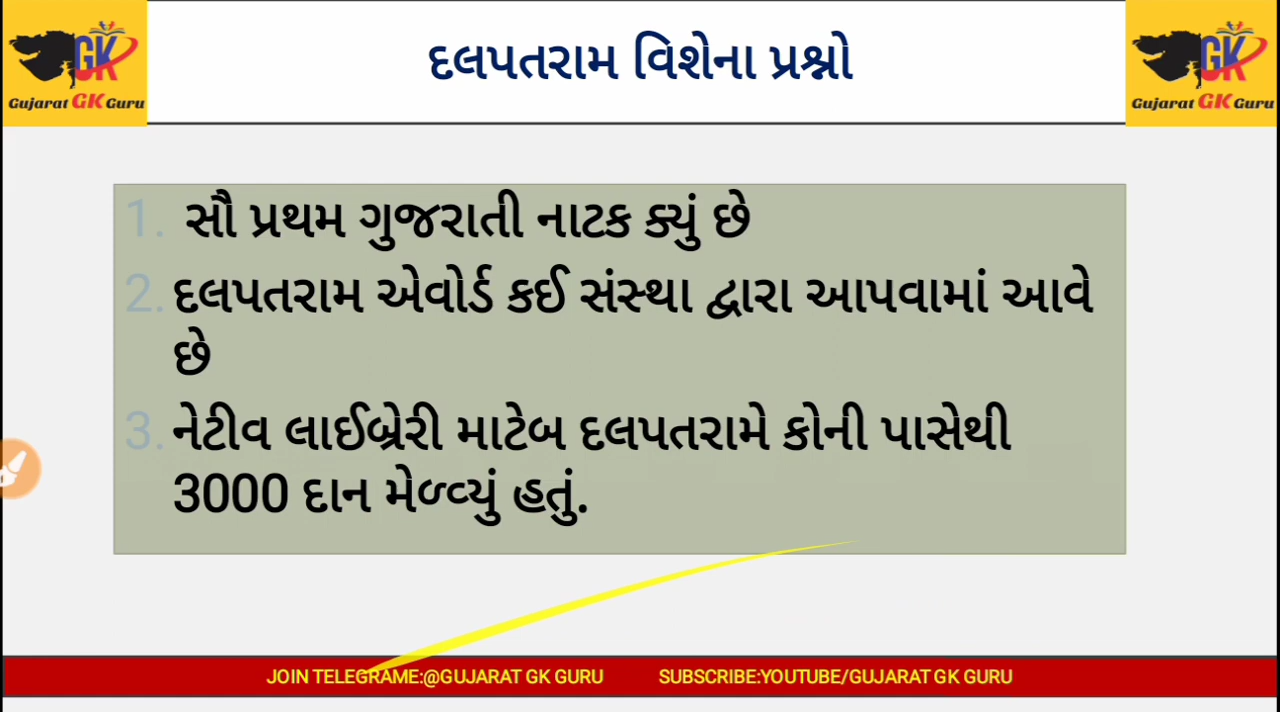 GK
Gujarat GK Guru
દલપતરામ વિશેના પ્રશ્નો
GK
Gujarat GK Guru
1. સૌ પ્રથમ ગુજરાતી નાટક ક્યું છે
2. દલપતરામ એવોર્ડ કઈ સંસ્થા દ્વારા આપવામાં આવે
છે
3. નેટીવ લાઈબ્રેરી માટેબ દલપતરામે કોની પાસેથી
3000 દાન મેળવ્યું હતું.
JOIN TELEGRAME:@GUJARAT GK GURU SUBSCRIBE:YOUTUBE/GUJARAT GK GURU